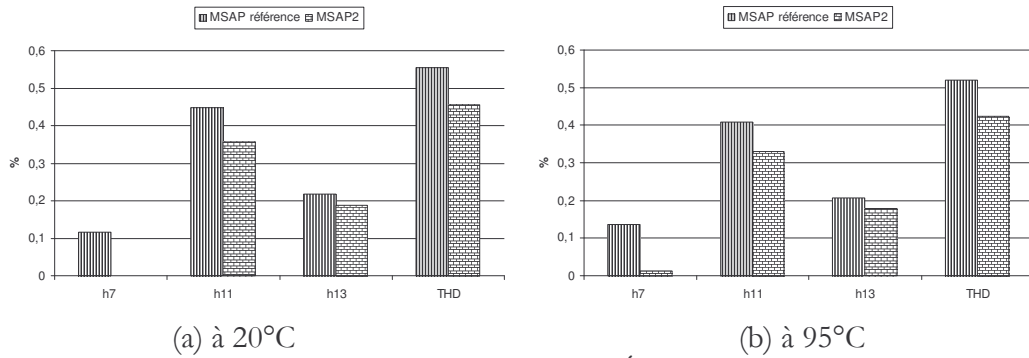 MSAP référence MSAP2
0,6
0,5
0,4
0,3
0,2
0,1
0
%
h7 h11 h13 THD
(a) à 20°C
MSAP référence MSAP2
0,6
0,5
0,4
0,3
0,2
0,1
0
%
h7 h11 h13 THD
(b) à 95°C